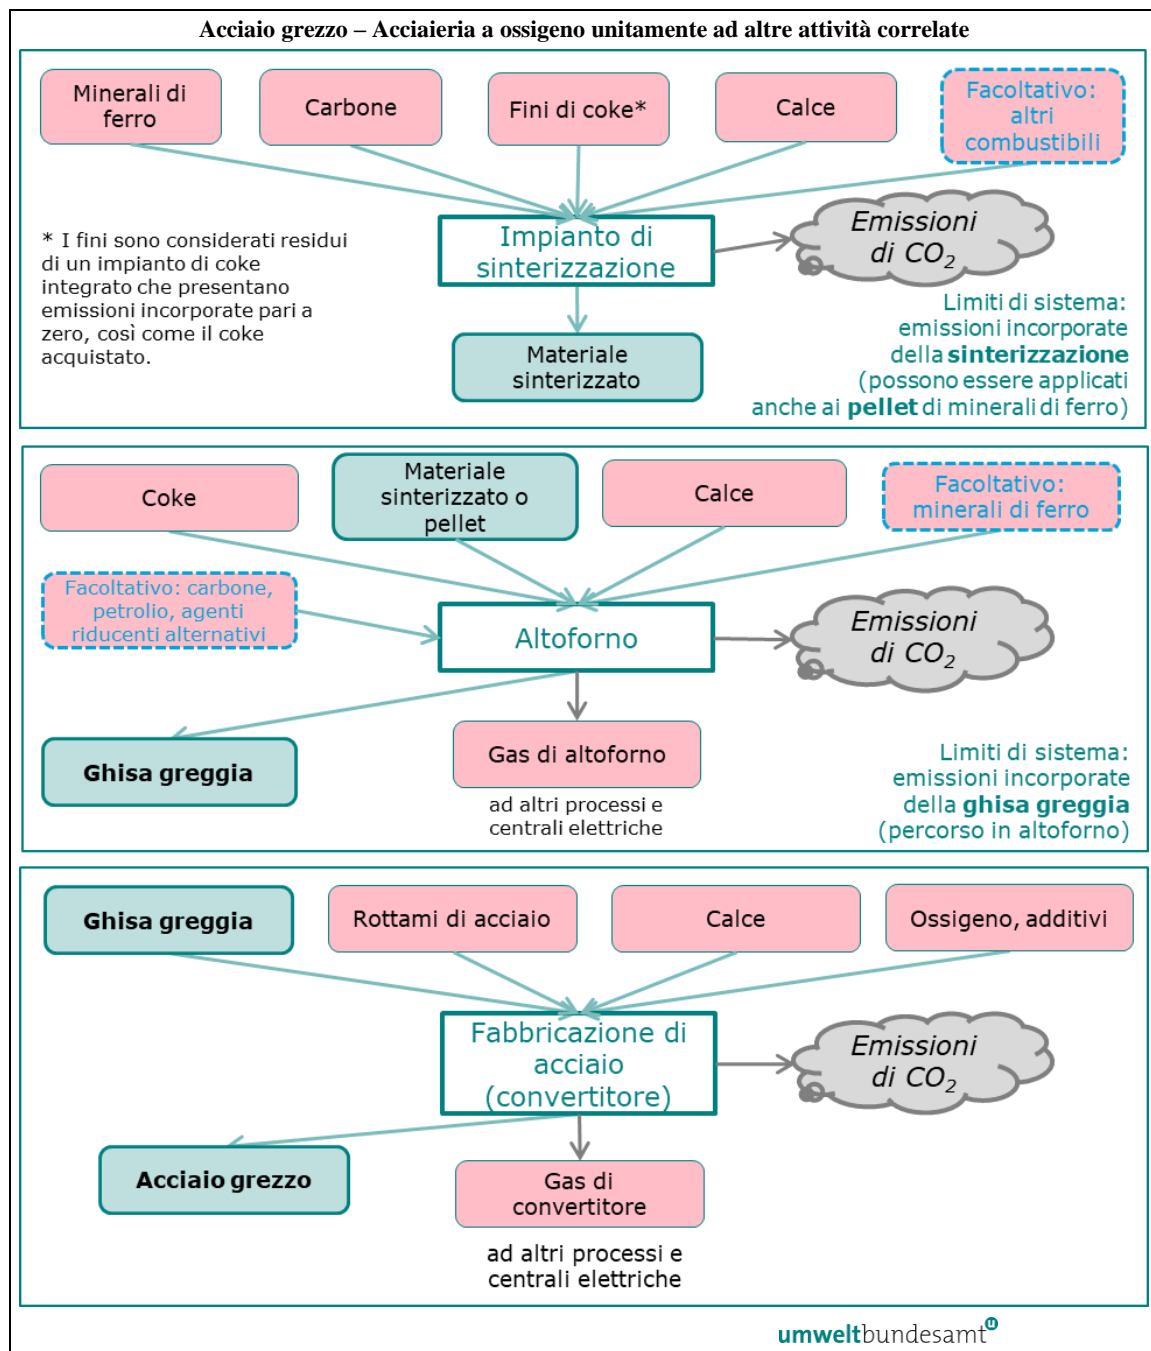 Acciaio grezzo – Acciaieria a ossigeno unitamente ad altre attività correlate
Minerali di
ferro
Carbone
Fini di coke*
Calce
Facoltativo:
altri
combustibili
Impianto di
sinterizzazione
Emissioni
di CO2
* I fini sono considerati residui
di un impianto di coke
integrato che presentano
emissioni incorporate pari a
zero, così come il coke
acquistato.
Materiale
sinterizzato
Limiti di sistema:
emissioni incorporate
della sinterizzazione
(possono essere applicati
anche ai pellet di minerali di ferro)
Coke
Materiale
sinterizzato o
pellet
Calce
Facoltativo:
minerali di ferro
Facoltativo: carbone,
petrolio, agenti
riducenti alternativi
Altoforno
Emissioni
di CO2
Ghisa greggia
Gas di altoforno
ad altri processi e
centrali elettriche
Limiti di sistema:
emissioni incorporate
della ghisa greggia
(percorso in altoforno)
Ghisa greggia
Rottami di acciaio
Calce
Ossigeno, additivi
Fabbricazione di
acciaio
(convertitore)
Emissioni
di CO2
Acciaio grezzo
Gas di
convertitore
ad altri processi e
centrali elettriche
umweltbundesamt u